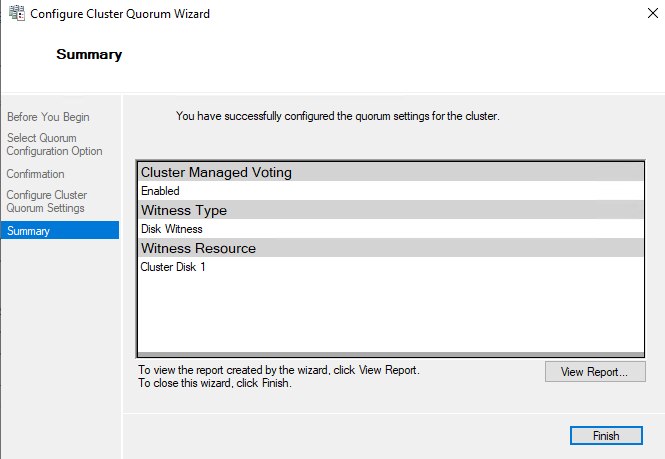 Configure Cluster Quorum Wizard
Summary
Before You Begin
Select Quorum
Configuration Option
Confirmation
Configure Cluster
Quorum Settings
Summary
You have successfully configured the quorum settings for the cluster.
Cluster Managed Voting
Enabled
Witness Type
Disk Witness
Witness Resource
Cluster Disk 1
To view the report created by the wizard, click View Report.
To close this wizard, click Finish.
View Report...
Finish